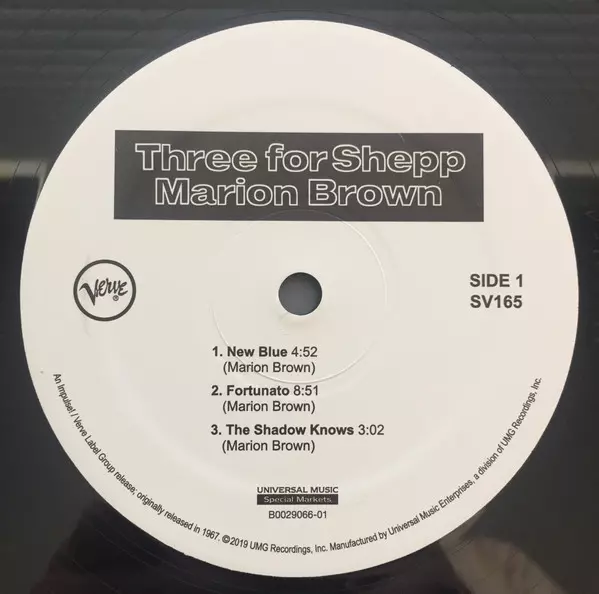 Three for Shepp
Marion Brown
Verve®
SIDE 1
SV165
1. New Blue 4:52
(Marion Brown)
2. Fortunato 8:51
(Marion Brown)
3. The Shadow Knows 3:02
(Marion Brown)
UNIVERSAL MUSIC
Special Markets
B0029066-01
An Impulse! / Verve Label Group release; originally released in 1967. ©2019 UMG Recordings, Inc. Manufactured by Universal Music Enterprises, a division of UMG Recordings, Inc.